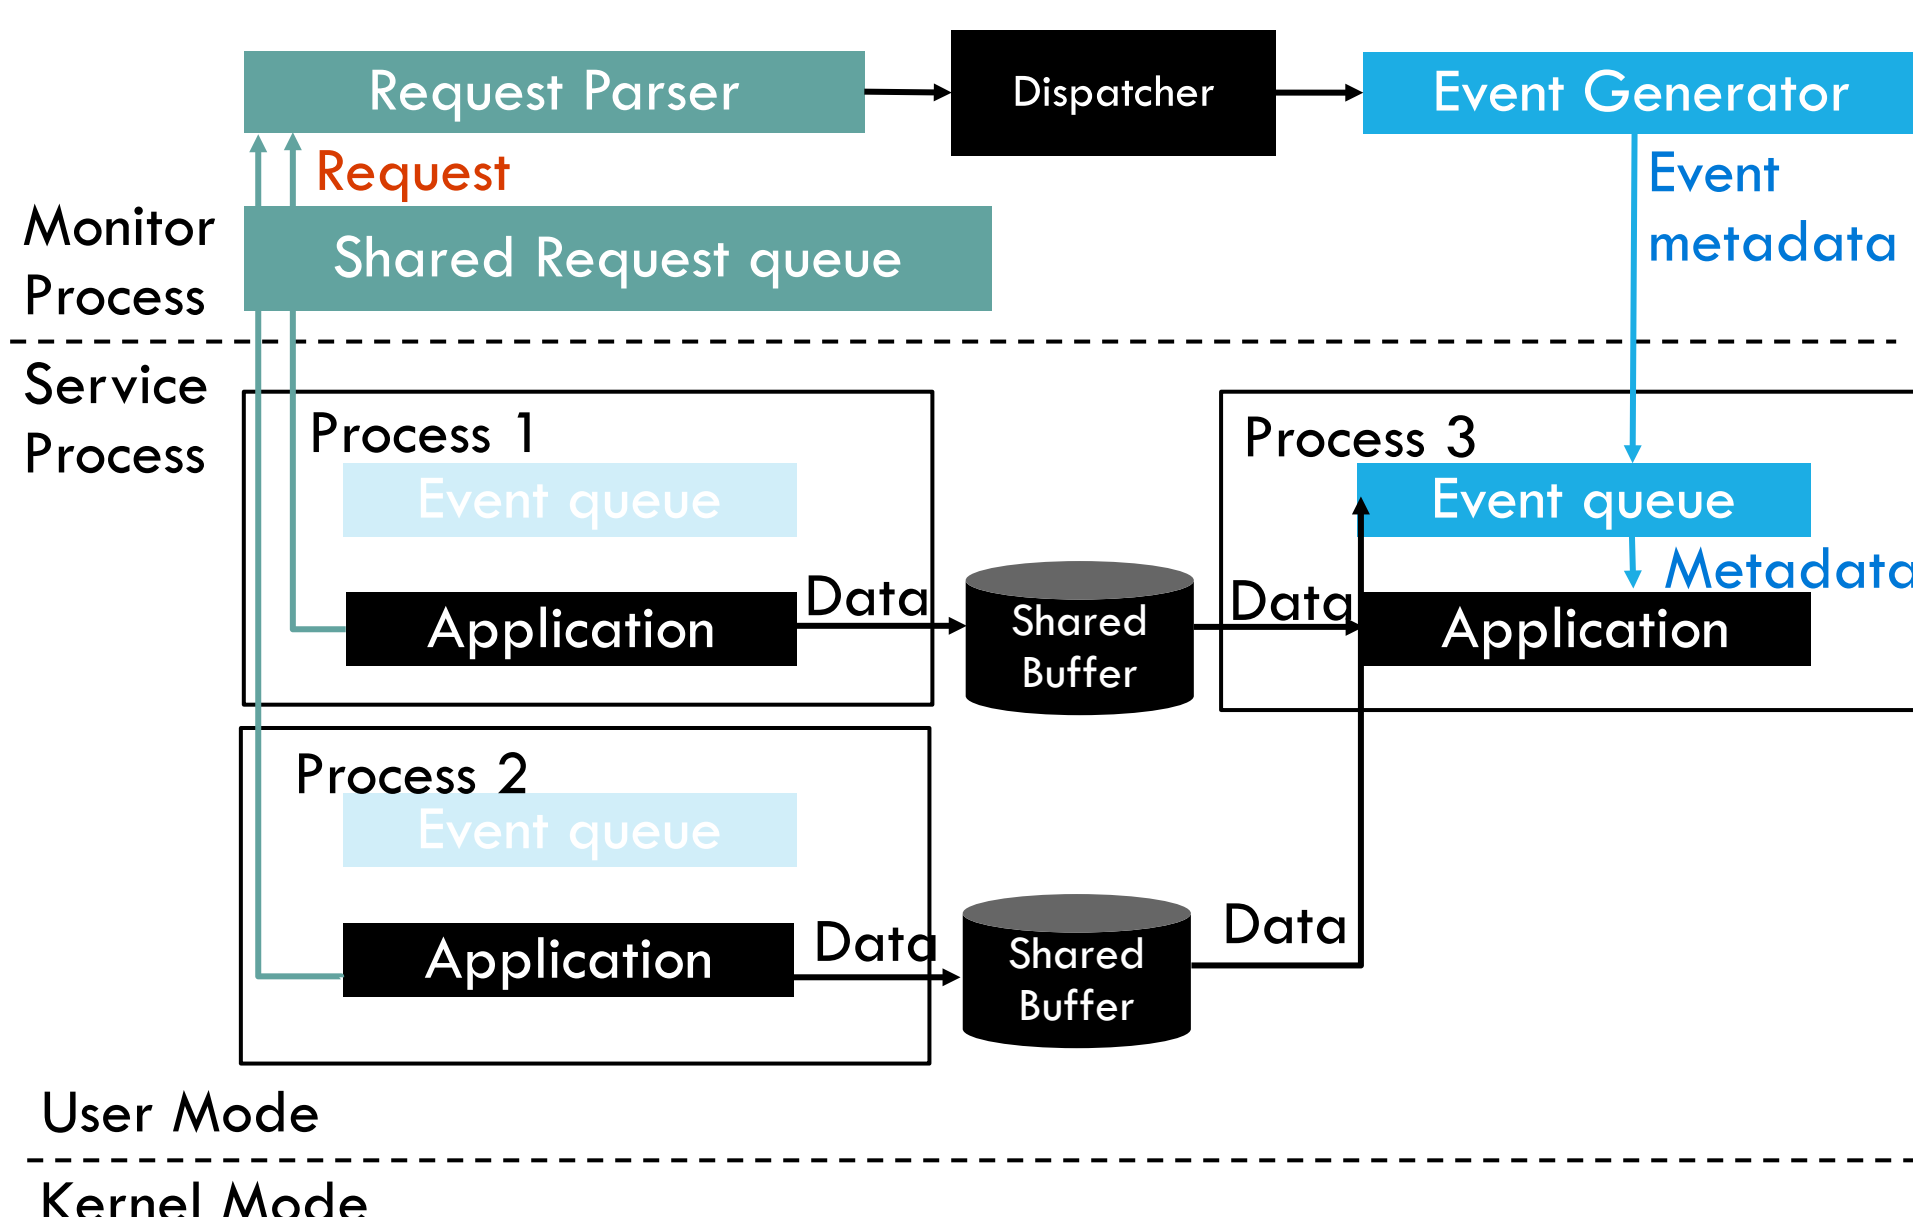 Request Parser
Dispatcher
Event Generator
Request
Event
metadata
Monitor
Process
Shared Request queue
Service
Process
Process 1
Event queue
Application
Data
Shared
Buffer
Data
Process 3
Event queue
Metadata
Application
Process 2
Event queue
Application
Data
Shared
Buffer
Data
User Mode
Kernel Mode